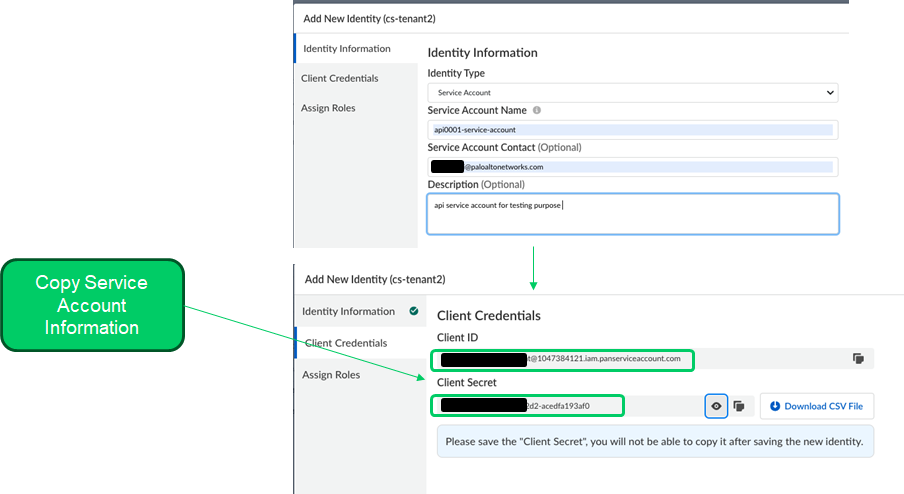 Add New Identity (cs-tenant2)
Identity Information
Client Credentials
Assign Roles
Identity Information
Identity Type
Service Account
Service Account Name
api0001-service-account
Service Account Contact (Optional)
@paloaltonetworks.com
Description (Optional)
api service account for testing purpose
Copy Service
Account
Information
Add New Identity (cs-tenant2)
Identity Information
Client Credentials
Assign Roles
Client Credentials
Client ID
t@1047384121.iam.panserviceaccount.com
Client Secret
2d2-acedfa193af0
Download CSV File
Please save the "Client Secret", you will not be able to copy it after saving the new identity.